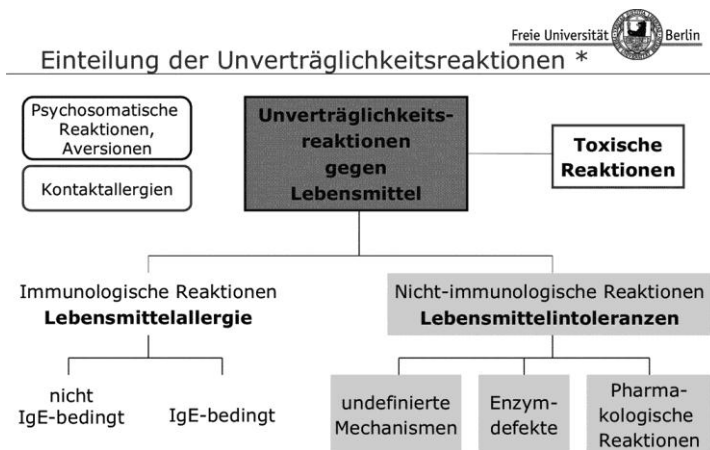 Freie Universität Berlin
Einteilung der Unverträglichkeitsreaktionen *
Psychosomatische
Reaktionen,
Aversionen
Kontaktallergien
Unverträglichkeits-
reaktionen
gegen
Lebensmittel
Toxische
Reaktionen
Immunologische Reaktionen
Lebensmittelallergie
Nicht-immunologische Reaktionen
Lebensmittelintoleranzen
nicht
IgE-bedingt
IgE-bedingt
undefinierte
Mechanismen
Enzym-
defekte
Pharma-
kologische
Reaktionen